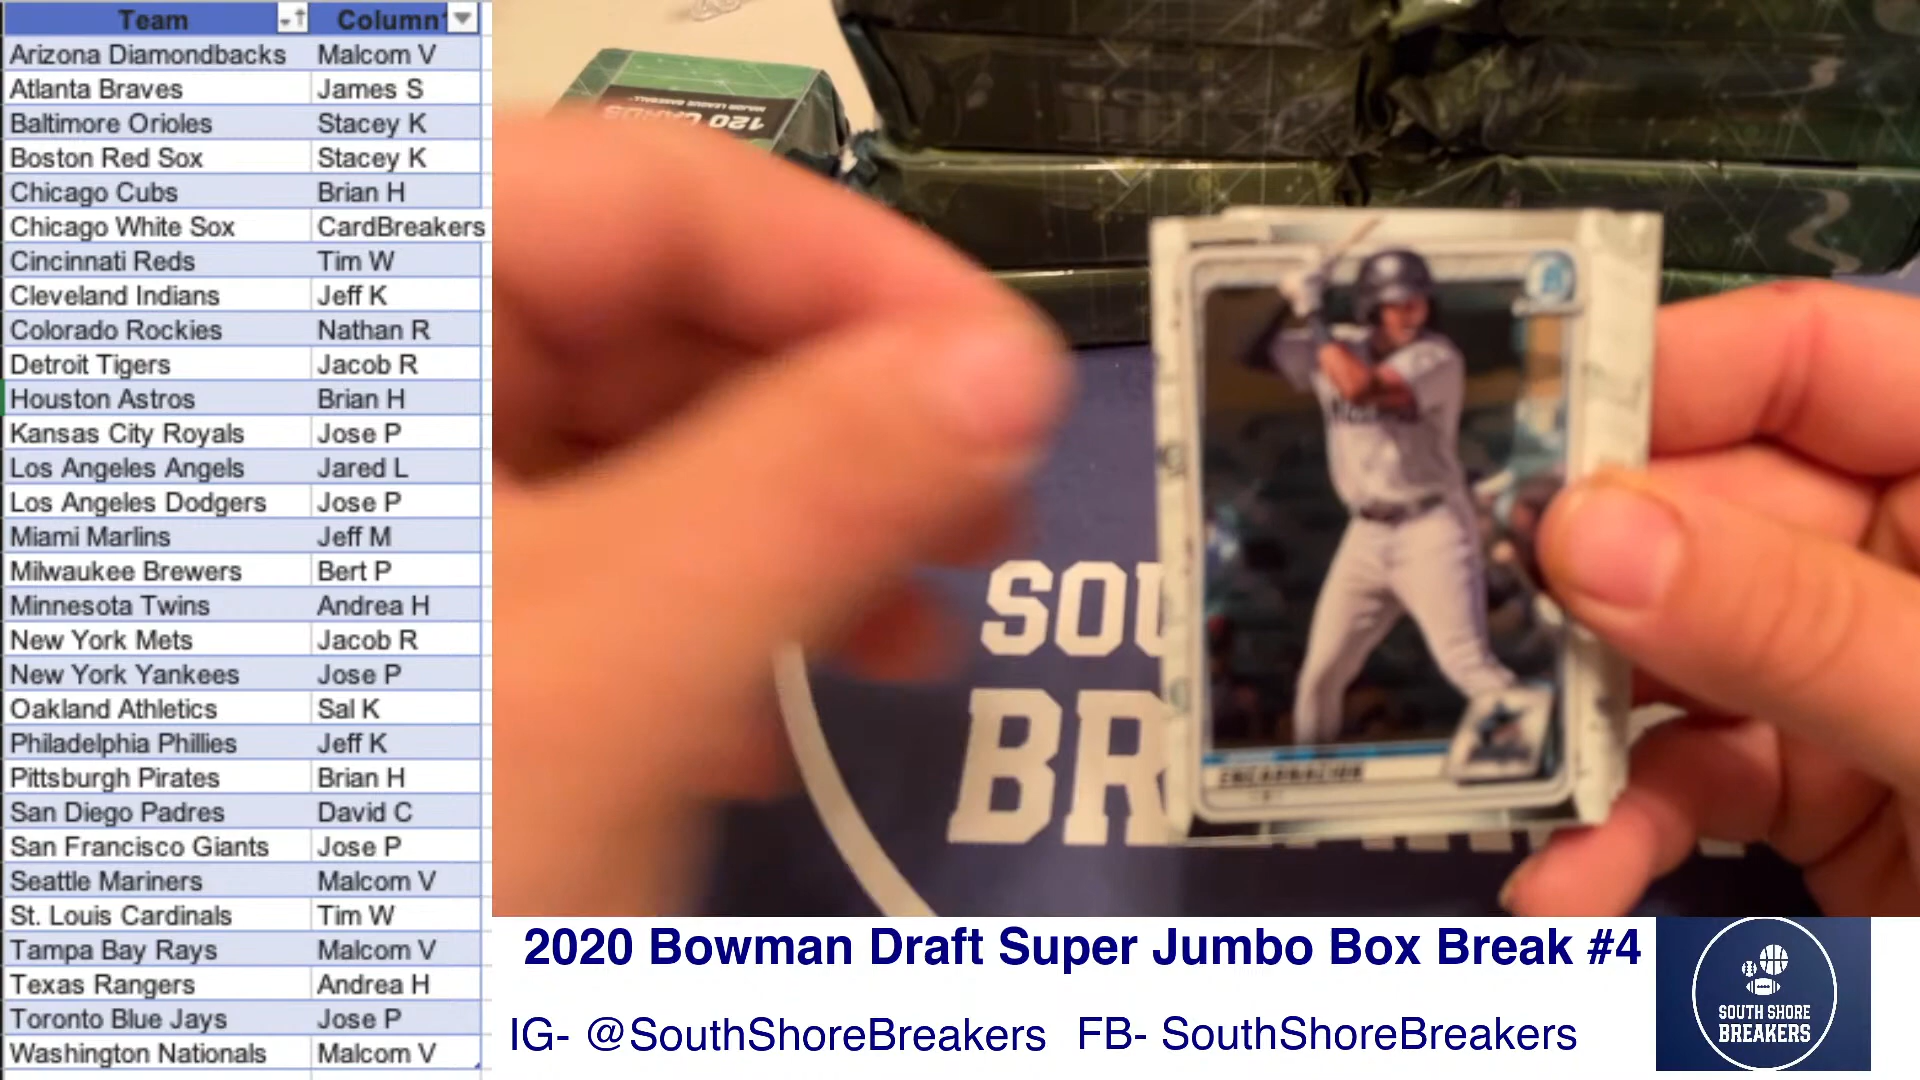 Team Column
Arizona Diamondbacks Malcom V
Atlanta Braves James S
Baltimore Orioles Stacey K
Boston Red Sox Stacey K
Chicago Cubs Brian H
Chicago White Sox CardBreakers
Cincinnati Reds Tim W
Cleveland Indians Jeff K
Colorado Rockies Nathan R
Detroit Tigers Jacob R
Houston Astros Brian H
Kansas City Royals Jose P
Los Angeles Angels Jared L
Los Angeles Dodgers Jose P
Miami Marlins Jeff M
Milwaukee Brewers Bert P
Minnesota Twins Andrea H
New York Mets Jacob R
New York Yankees Jose P
Oakland Athletics Sal K
Philadelphia Phillies Jeff K
Pittsburgh Pirates Brian H
San Diego Padres David C
San Francisco Giants Jose P
Seattle Mariners Malcom V
St. Louis Cardinals Tim W
Tampa Bay Rays Malcom V
Texas Rangers Andrea H
Toronto Blue Jays Jose P
Washington Nationals Malcom V
120 CARDS
MAJOR LEAGUE BASEBALL
ENCARNACION
SOU
BR
2020 Bowman Draft Super Jumbo Box Break #4
IG- @SouthShoreBreakers FB- SouthShoreBreakers
SOUTH SHORE
BREAKERS